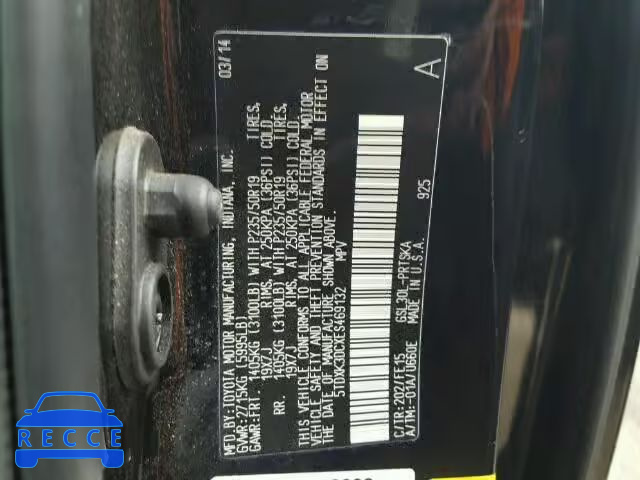 MFD. BY: TOYOTA MOTOR MANUFACTURING, INDIANA, INC. 03/14
GVWR: 2715KG (5985LB)
GAWR: FRT. 1405KG (3100LB) WITH P235/50R19 TIRES,
19X7J RIMS, AT 250KPA (36PSI) COLD.
RR. 1405KG (3100LB) WITH P235/50R19 TIRES,
19X7J RIMS, AT 250KPA (36PSI) COLD.
THIS VEHICLE CONFORMS TO ALL APPLICABLE FEDERAL MOTOR
VEHICLE SAFETY AND THEFT PREVENTION STANDARDS IN EFFECT ON
THE DATE OF MANUFACTURE SHOWN ABOVE.
5TDXK3DCXES469132 MPV
A
C/TR: 202/FE15 GSL30L-PRTSKA 925
A/TM:-01A/U660E MADE IN U.S.A.